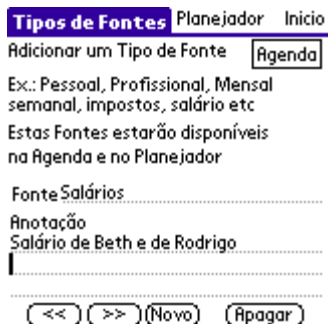 Tipos de Fontes Planejador Inicio
Adicionar um Tipo de Fonte Agenda
Ex.: Pessoal, Profissional, Mensal
semanal, impostos, salário etc
Estas Fontes estarão disponíveis
na Agenda e no Planejador
Fonte Salários
Anotação
Salário de Beth e de Rodrigo
<< >> Novo Apagar